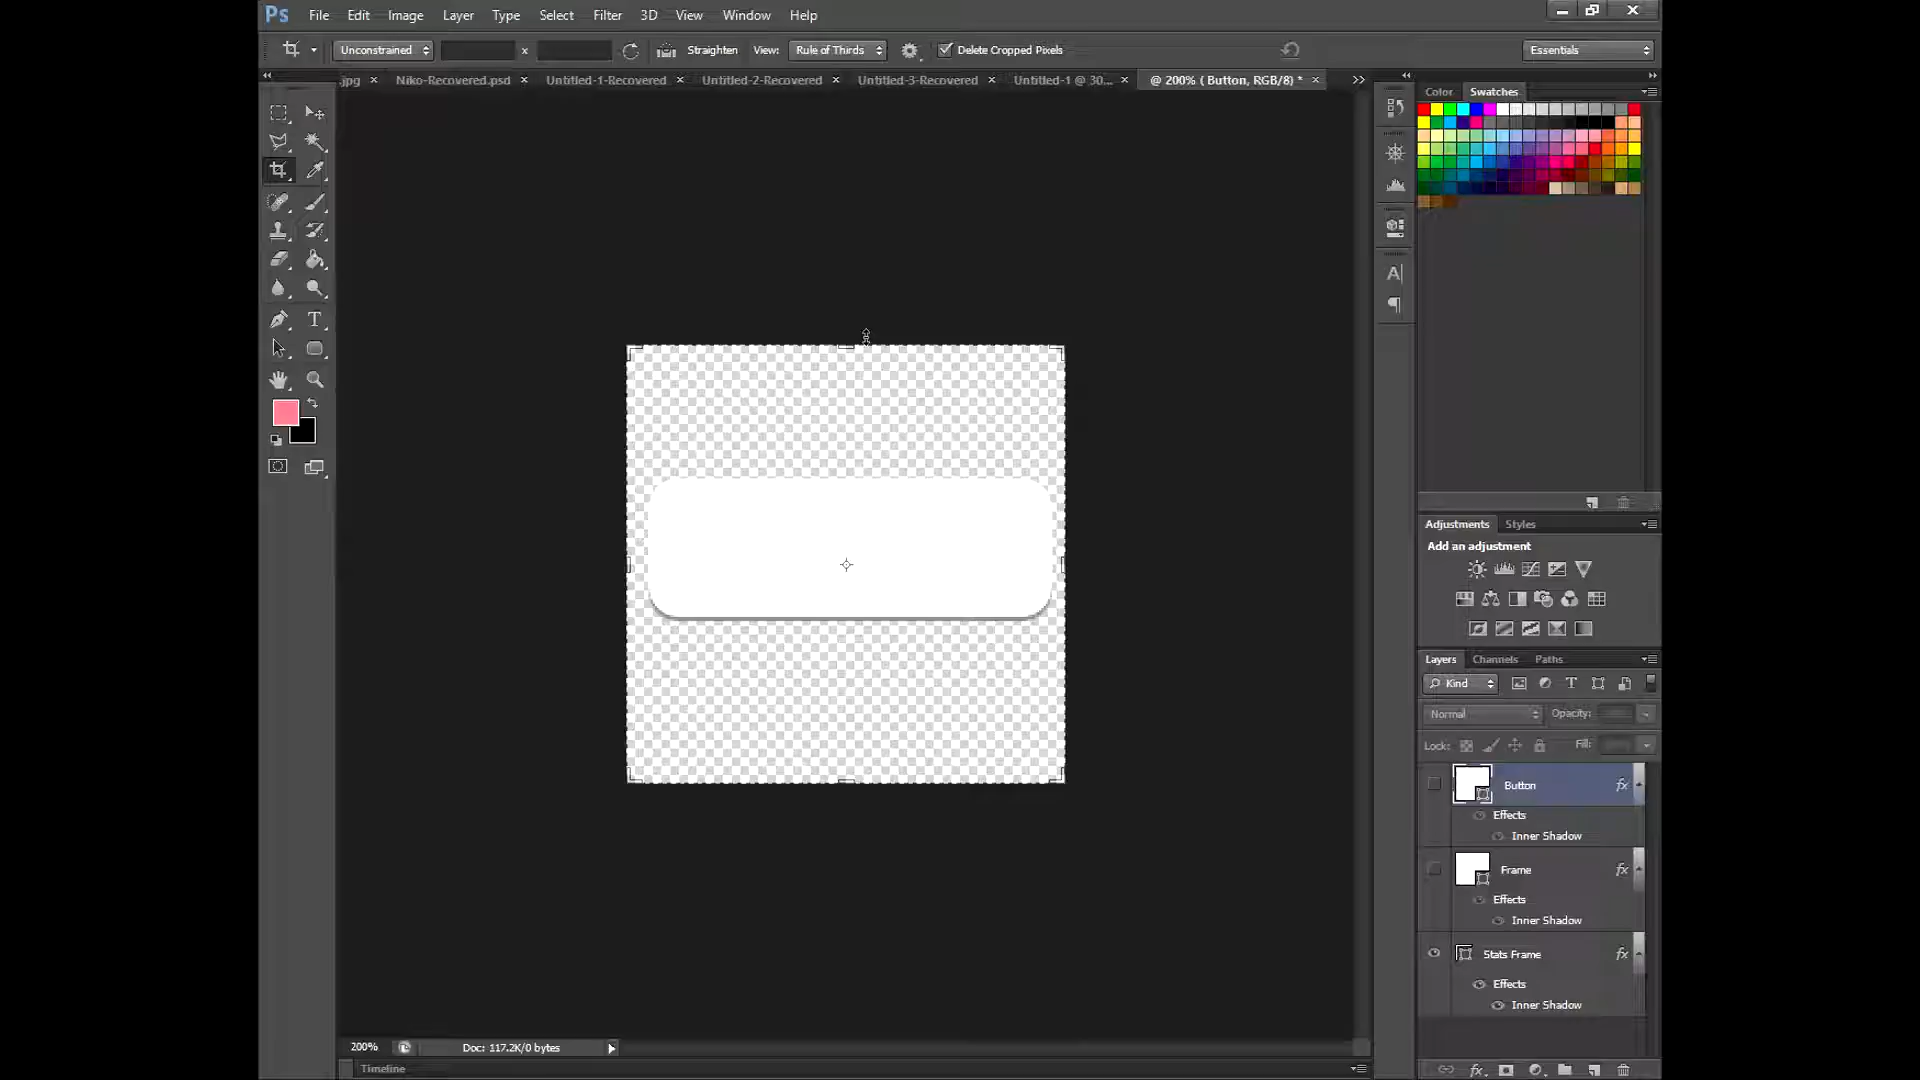 Ps File Edit Image Layer Type Select Filter 3D View Window Help
Unconstrained x Straighten View: Rule of Thirds Delete Cropped Pixels Essentials
.jpg × Niko-Recovered.psd × Untitled-1-Recovered × Untitled-2-Recovered × Untitled-3-Recovered × Untitled-1 @ 30... × @ 200% ( Button, RGB/8) * ×
Color Swatches
Adjustments Styles
Add an adjustment
Layers Channels Paths
Kind
Normal Opacity:
Lock: Fill:
Button fx
Effects
Inner Shadow
Frame fx
Effects
Inner Shadow
Stats Frame fx
Effects
Inner Shadow
200% Doc: 117.2K/0 bytes
Timeline